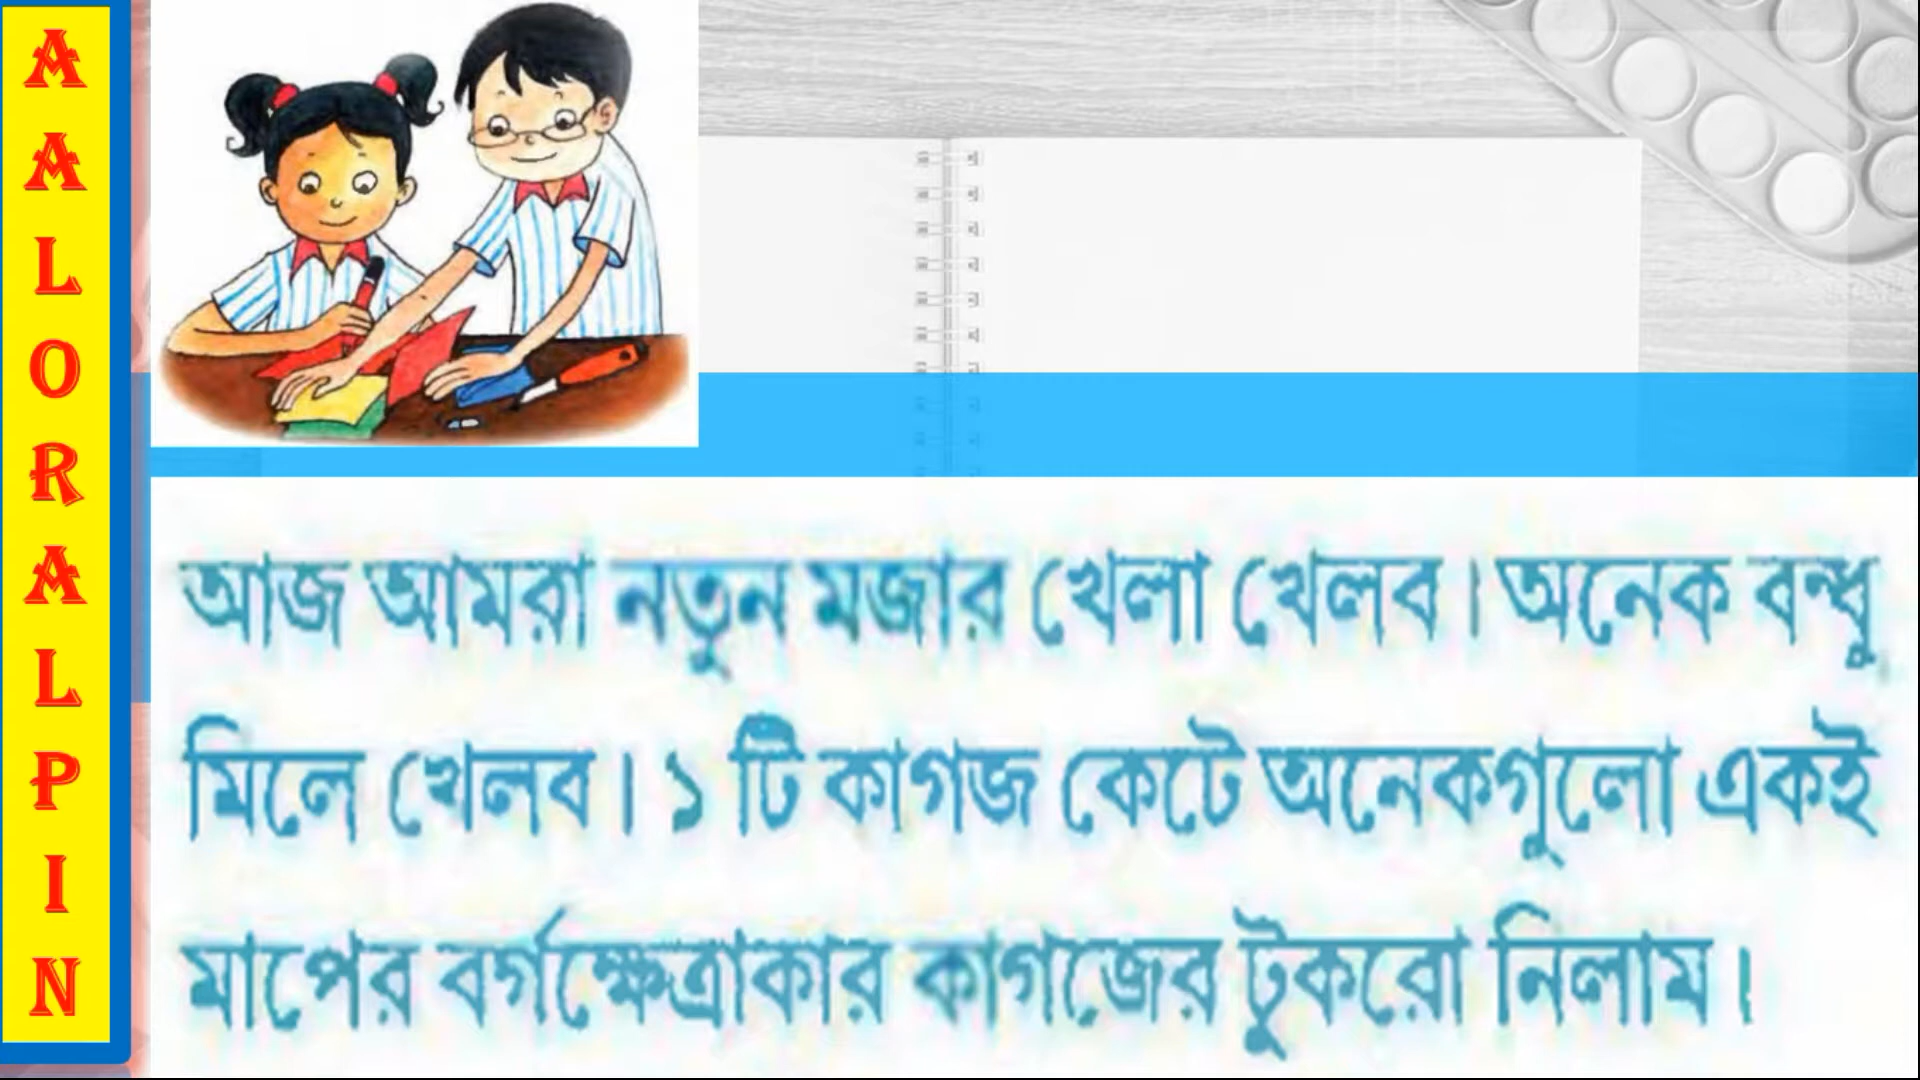 AALORALPIN
আজ আমরা নতুন মজার খেলা খেলব। অনেক বন্ধু
মিলে খেলব। ১ টি কাগজ কেটে অনেকগুলো একই
মাপের বর্গক্ষেত্রাকার কাগজের টুকরো নিলাম।